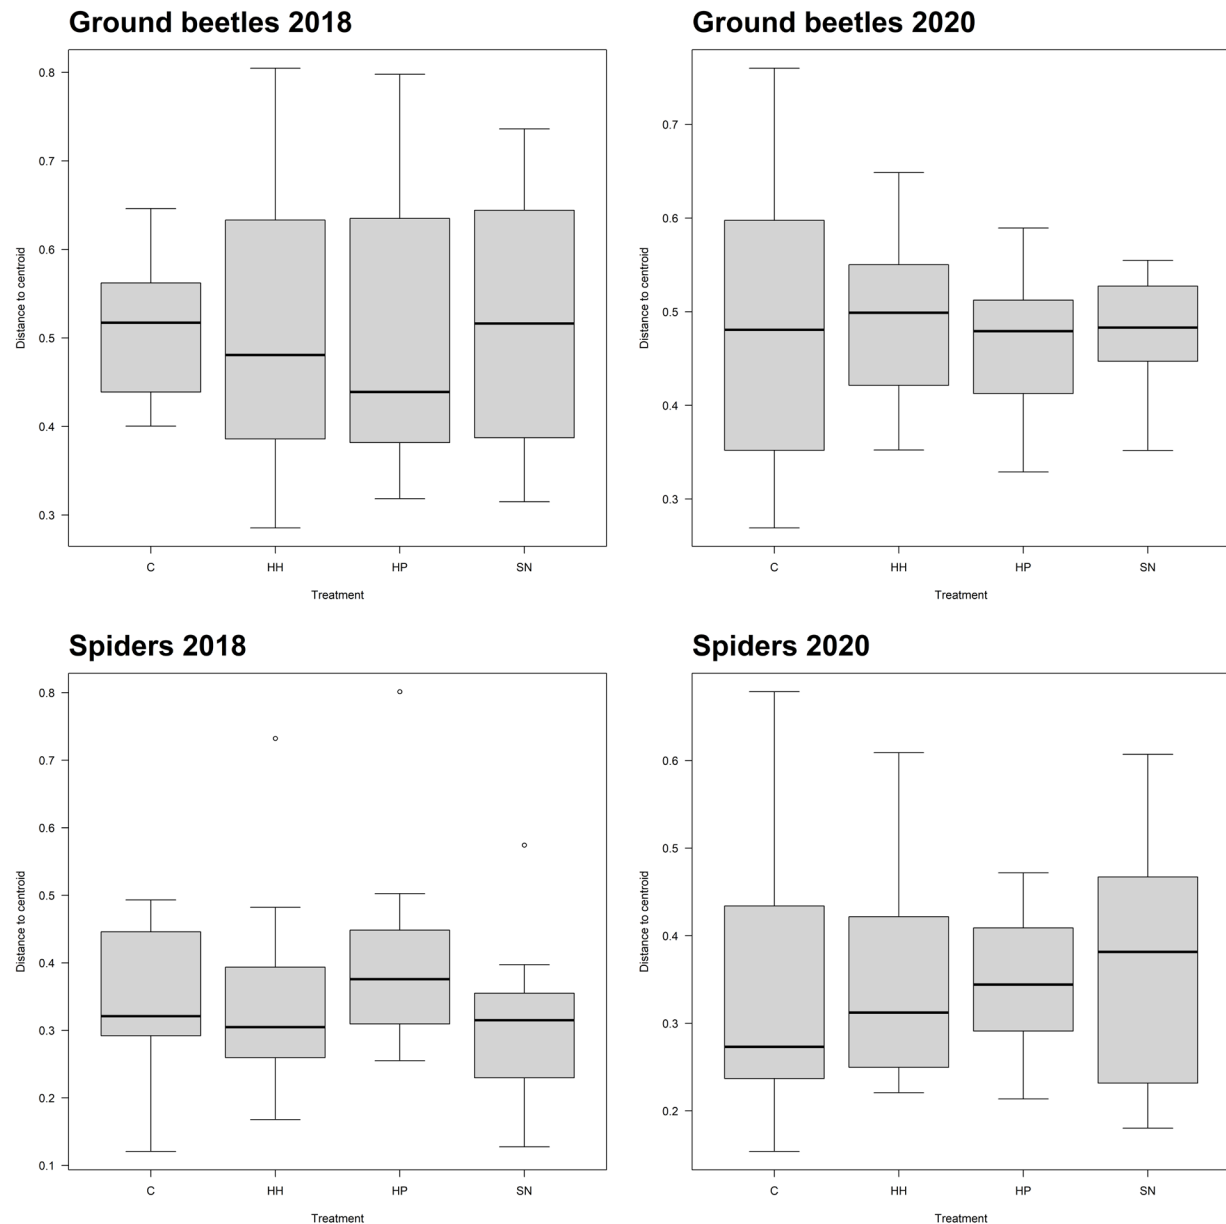 Ground beetles 2018
0.8
0.7
0.6
0.5
0.4
0.3
Distance to centroid
C HH HP SN
Treatment
Ground beetles 2020
0.7
0.6
0.5
0.4
0.3
Distance to centroid
C HH HP SN
Treatment
Spiders 2018
0.8
0.7
0.6
0.5
0.4
0.3
0.2
0.1
Distance to centroid
C HH HP SN
Treatment
Spiders 2020
0.6
0.5
0.4
0.3
0.2
Distance to centroid
C HH HP SN
Treatment